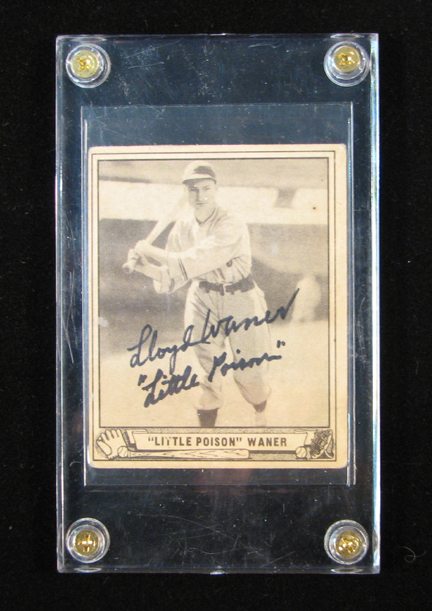 Lloyd Waner
"Little Poison"
"LITTLE POISON" WANER